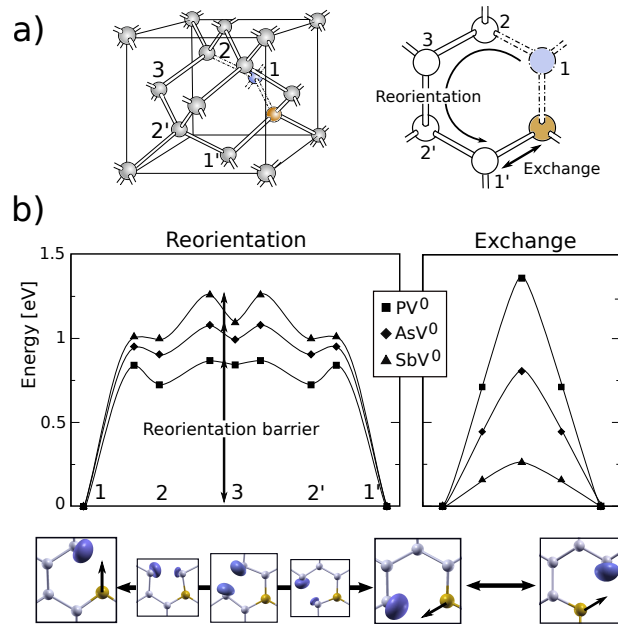 a)
2
1
3
2'
1'
2
3
1
Reorientation
2'
1'
Exchange
b)
Reorientation
Exchange
1.5
1
0.5
0
Energy [eV]
PV0
AsV0
SbV0
Reorientation barrier
1 2 3 2' 1'